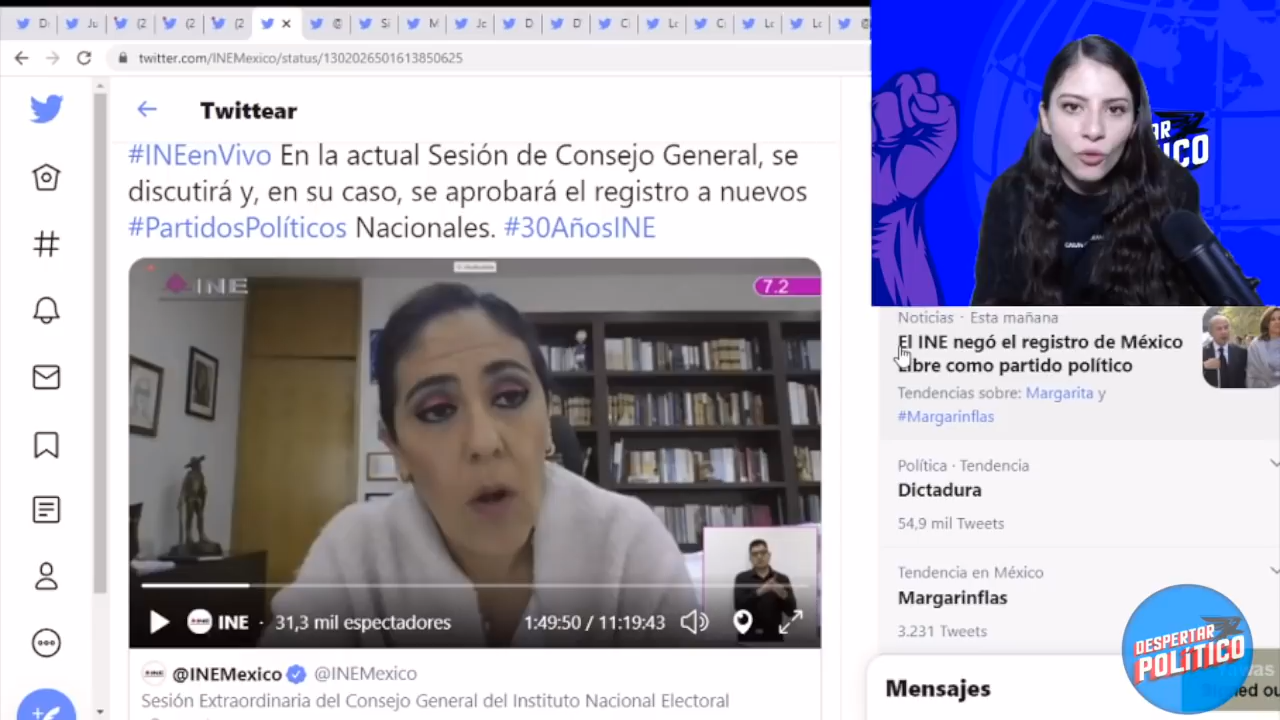 twitter.com/INEMexico/status/1302026501613850625
Twittear
#INEenVivo En la actual Sesión de Consejo General, se
discutirá y, en su caso, se aprobará el registro a nuevos
#PartidosPolíticos Nacionales. #30AñosINE
INE
7.2
INE · 31,3 mil espectadores
1:49:50 / 11:19:43
@INEMexico @INEMexico
Sesión Extraordinaria del Consejo General del Instituto Nacional Electoral
Noticias · Esta mañana
El INE negó el registro de México
Libre como partido político
Tendencias sobre: Margarita y
#Margarinflas
Política · Tendencia
Dictadura
54,9 mil Tweets
Tendencia en México
Margarinflas
3.231 Tweets
Mensajes
DESPERTAR
POLÍTICO